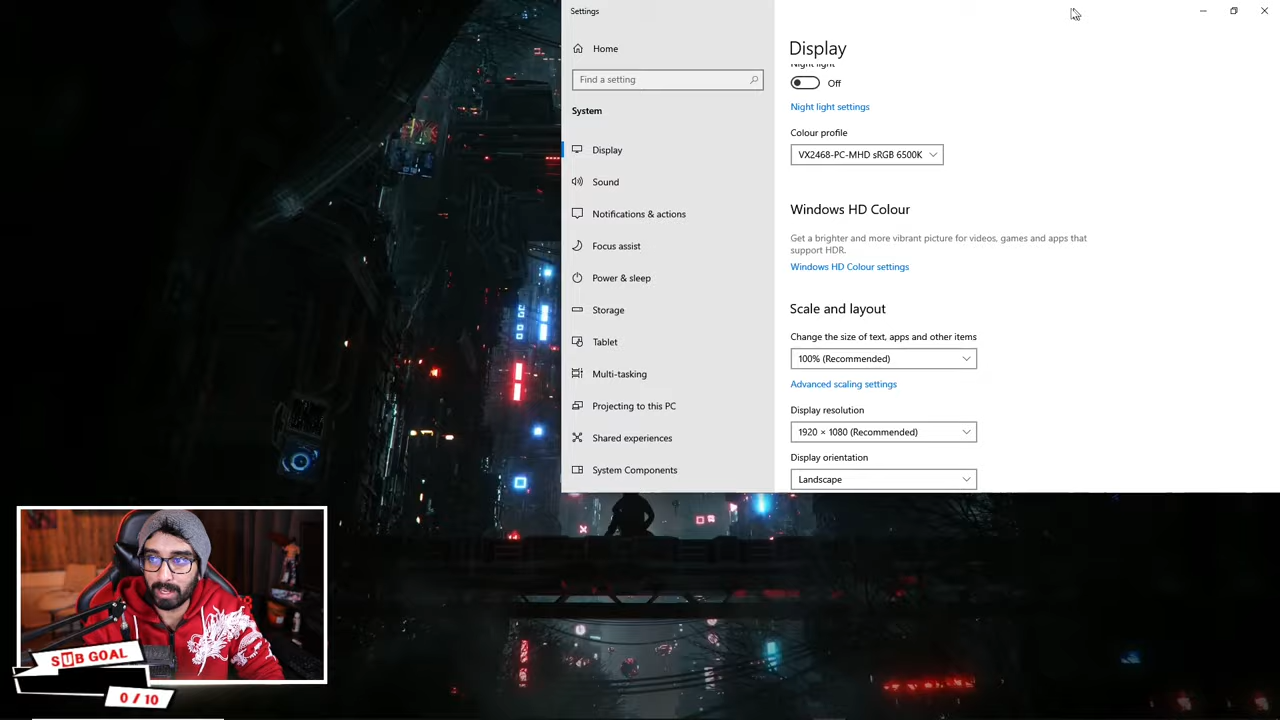 Settings
Home
Find a setting
System
Display
Sound
Notifications & actions
Focus assist
Power & sleep
Storage
Tablet
Multi-tasking
Projecting to this PC
Shared experiences
System Components
Display
Night light
Off
Night light settings
Colour profile
VX2468-PC-MHD sRGB 6500K
Windows HD Colour
Get a brighter and more vibrant picture for videos, games and apps that
support HDR.
Windows HD Colour settings
Scale and layout
Change the size of text, apps and other items
100% (Recommended)
Advanced scaling settings
Display resolution
1920 × 1080 (Recommended)
Display orientation
Landscape
SUB GOAL
0 / 10